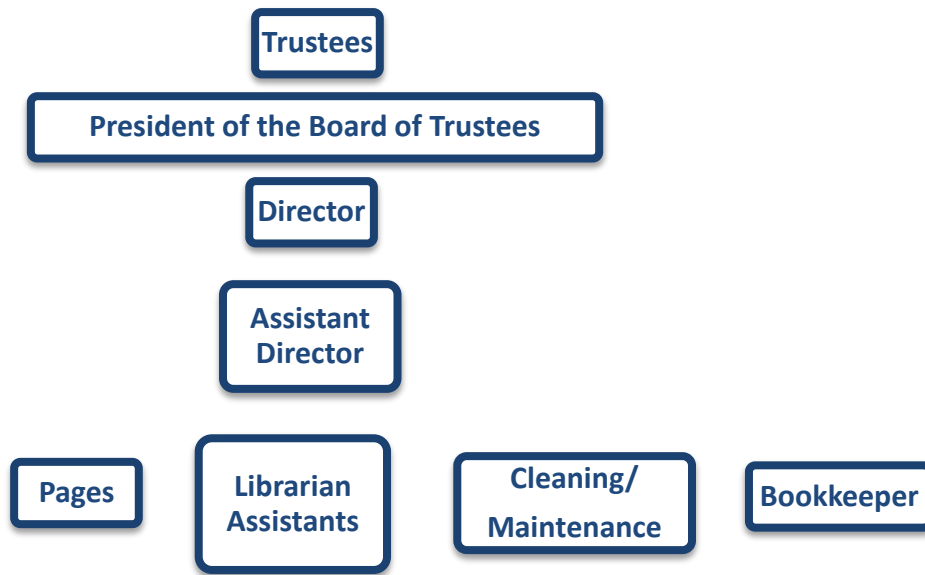 Trustees
President of the Board of Trustees
Director
Assistant
Director
Pages
Librarian
Assistants
Cleaning/
Maintenance
Bookkeeper